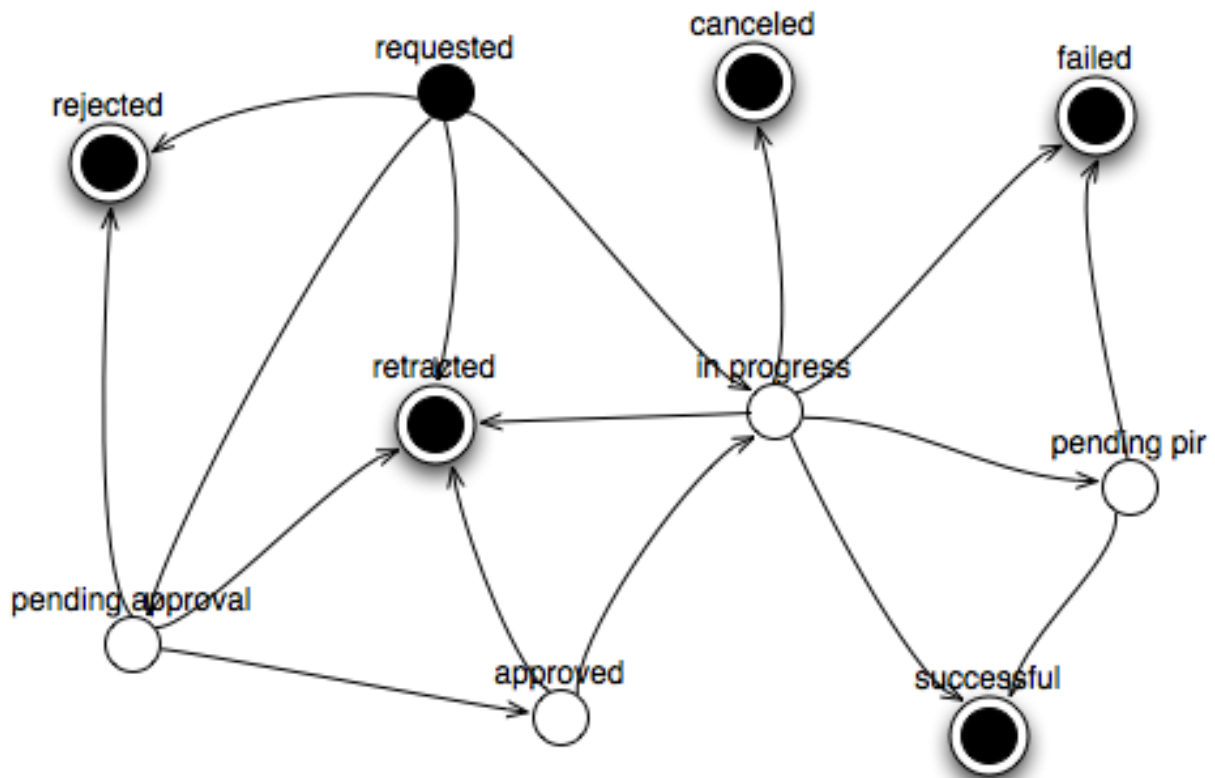 canceled
requested
failed
rejected
retracted
in progress
pending pir
pending approval
approved
successful